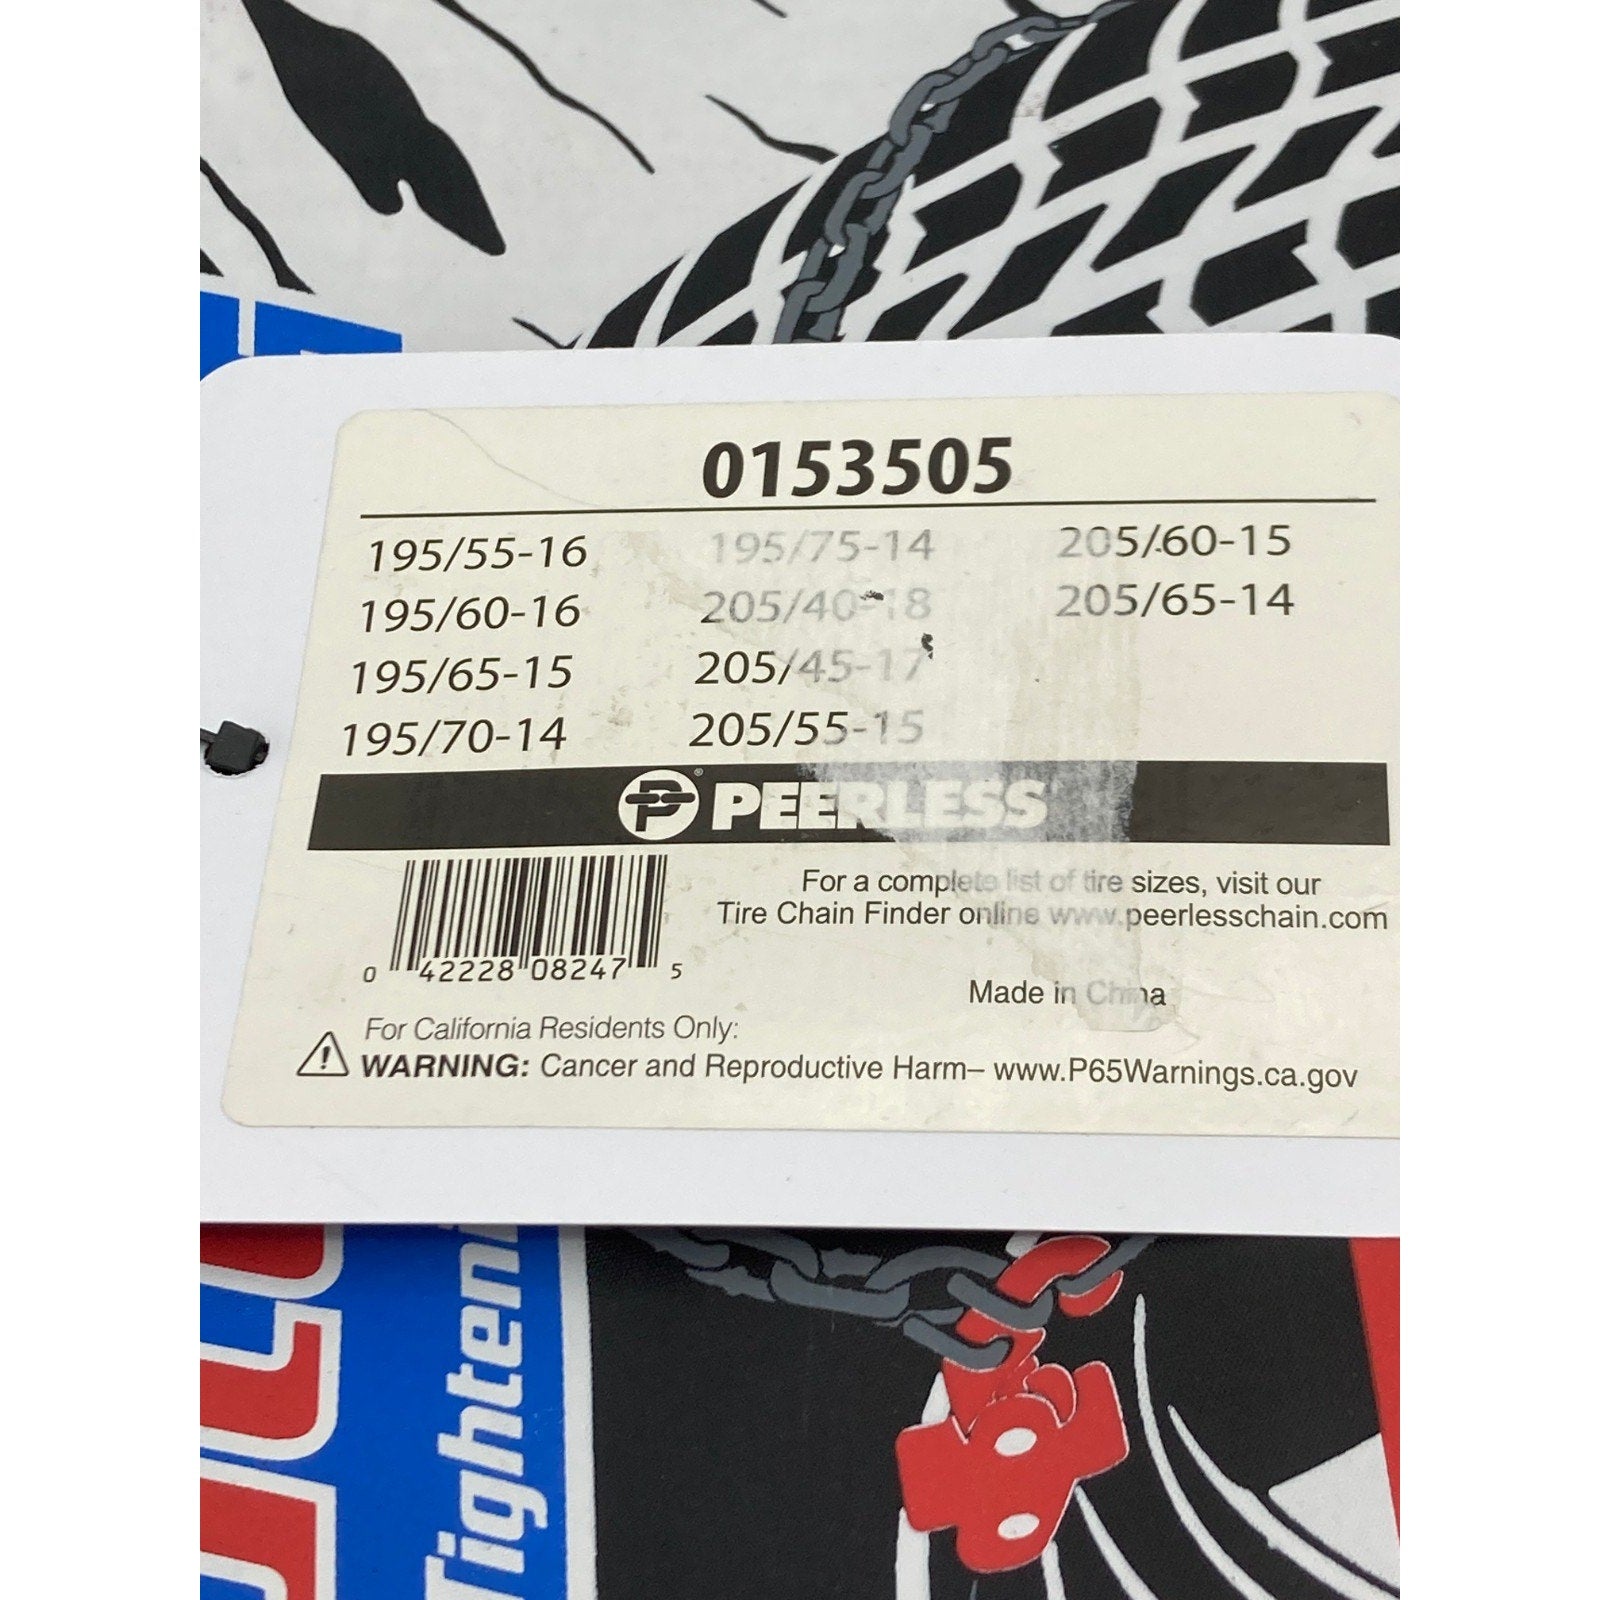 0153505
195/55-16 195/75-14 205/60-15
195/60-16 205/40-18 205/65-14
195/65-15 205/45-17
195/70-14 205/55-15
PEERLESS®
For a complete list of tire sizes, visit our
Tire Chain Finder online www.peerlesschain.com
0 42228 08247 5
Made in China
For California Residents Only:
WARNING: Cancer and Reproductive Harm– www.P65Warnings.ca.gov